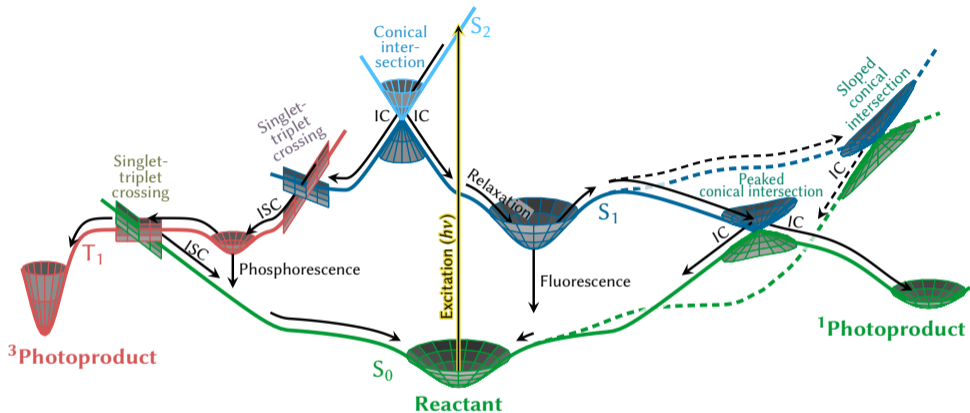 S2
Conical
inter-
section
IC
IC
Singlet-
triplet
crossing
Singlet-
triplet
crossing
ISC
ISC
T1
Phosphorescence
3Photoproduct
Excitation (hν)
Relaxation
S1
Fluorescence
Sloped
conical
intersection
IC
Peaked
conical intersection
IC
IC
1Photoproduct
S0
Reactant